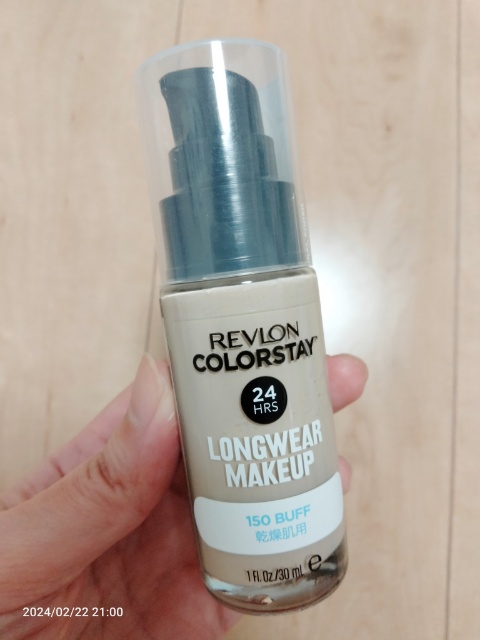 REVLON
COLORSTAY™
24
HRS
LONGWEAR
MAKEUP
150 BUFF
乾燥肌用
1 Fl. Oz./30 ml ℮
2024/02/22 21:00